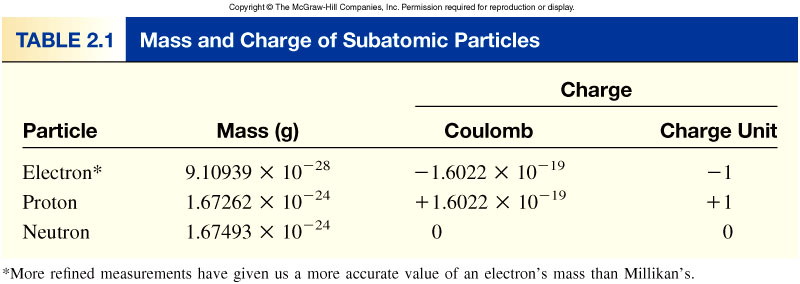 Copyright © The McGraw-Hill Companies, Inc. Permission required for reproduction or display.
TABLE 2.1 Mass and Charge of Subatomic Particles
Charge
Particle Mass (g) Coulomb Charge Unit
Electron* 9.10939 × 10⁻²⁸ −1.6022 × 10⁻¹⁹ −1
Proton 1.67262 × 10⁻²⁴ +1.6022 × 10⁻¹⁹ +1
Neutron 1.67493 × 10⁻²⁴ 0 0
*More refined measurements have given us a more accurate value of an electron’s mass than Millikan’s.